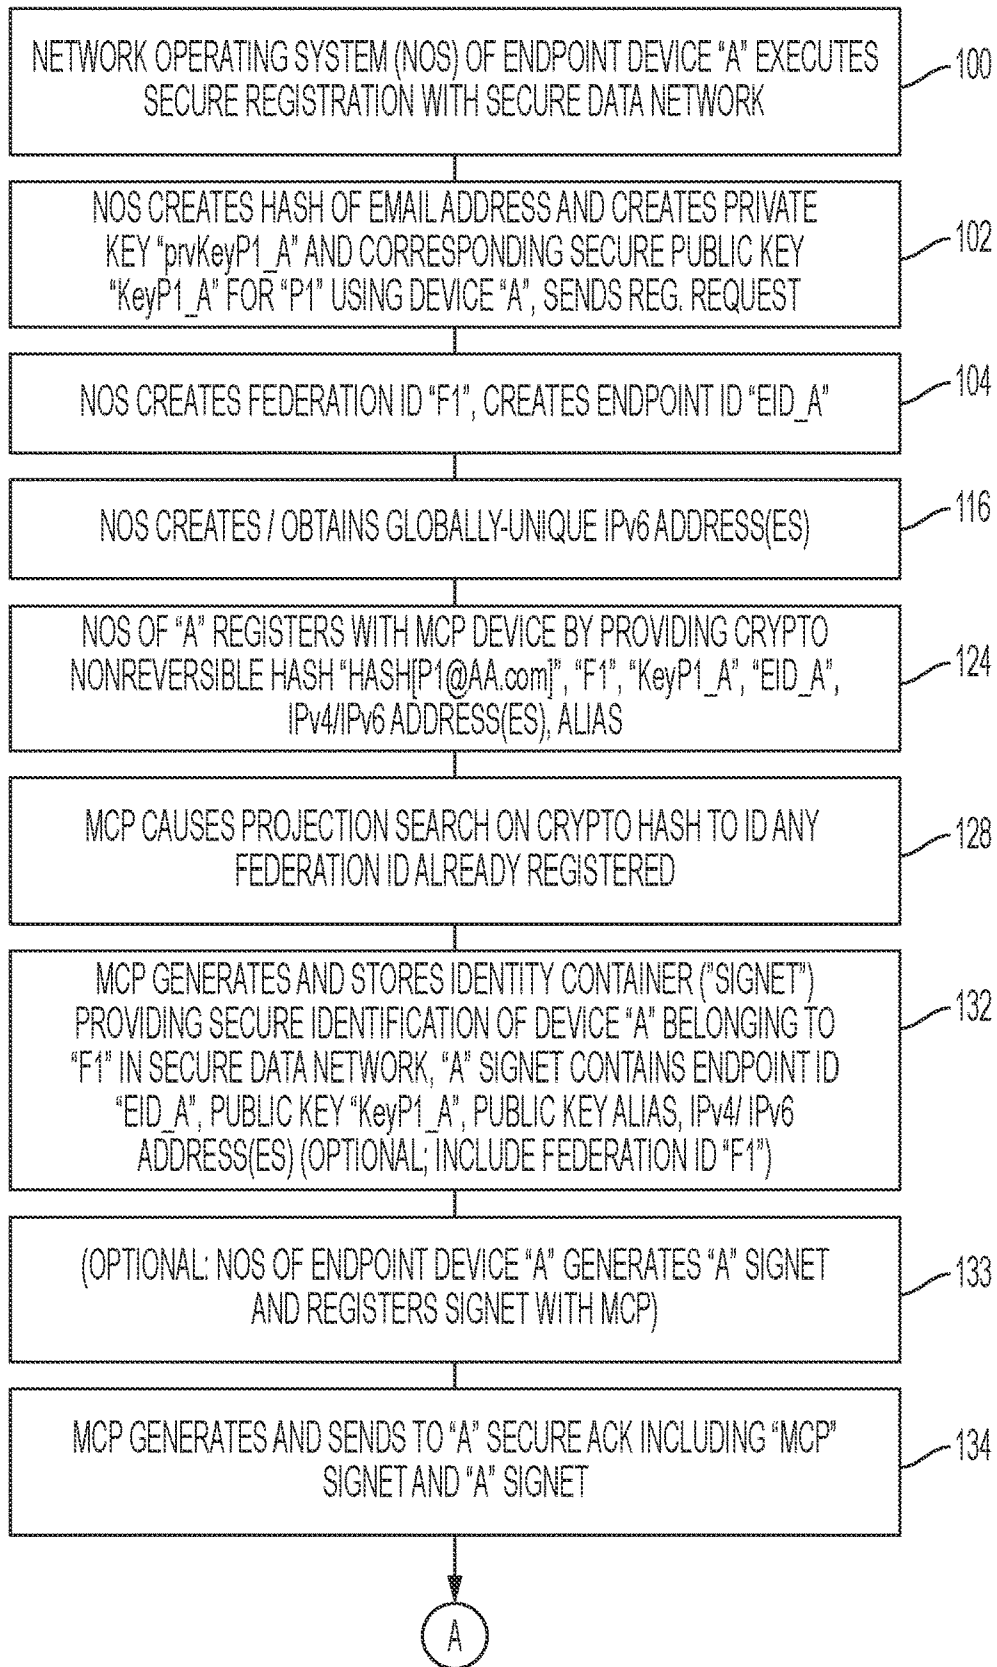 NETWORK OPERATING SYSTEM (NOS) OF ENDPOINT DEVICE “A” EXECUTES
SECURE REGISTRATION WITH SECURE DATA NETWORK
100
NOS CREATES HASH OF EMAIL ADDRESS AND CREATES PRIVATE
KEY “prvKeyP1_A” AND CORRESPONDING SECURE PUBLIC KEY
“KeyP1_A” FOR “P1” USING DEVICE “A”, SENDS REG. REQUEST
102
NOS CREATES FEDERATION ID “F1”, CREATES ENDPOINT ID “EID_A”
104
NOS CREATES / OBTAINS GLOBALLY-UNIQUE IPv6 ADDRESS(ES)
116
NOS OF “A” REGISTERS WITH MCP DEVICE BY PROVIDING CRYPTO
NONREVERSIBLE HASH “HASH[P1@AA.com]”, “F1”, “KeyP1_A”, “EID_A”,
IPv4/IPv6 ADDRESS(ES), ALIAS
124
MCP CAUSES PROJECTION SEARCH ON CRYPTO HASH TO ID ANY
FEDERATION ID ALREADY REGISTERED
128
MCP GENERATES AND STORES IDENTITY CONTAINER (”SIGNET”)
PROVIDING SECURE IDENTIFICATION OF DEVICE “A” BELONGING TO
“F1” IN SECURE DATA NETWORK, “A” SIGNET CONTAINS ENDPOINT ID
“EID_A”, PUBLIC KEY “KeyP1_A”, PUBLIC KEY ALIAS, IPv4/ IPv6
ADDRESS(ES) (OPTIONAL; INCLUDE FEDERATION ID “F1”)
132
(OPTIONAL: NOS OF ENDPOINT DEVICE “A” GENERATES “A” SIGNET
AND REGISTERS SIGNET WITH MCP)
133
MCP GENERATES AND SENDS TO “A” SECURE ACK INCLUDING “MCP”
SIGNET AND “A” SIGNET
134
A